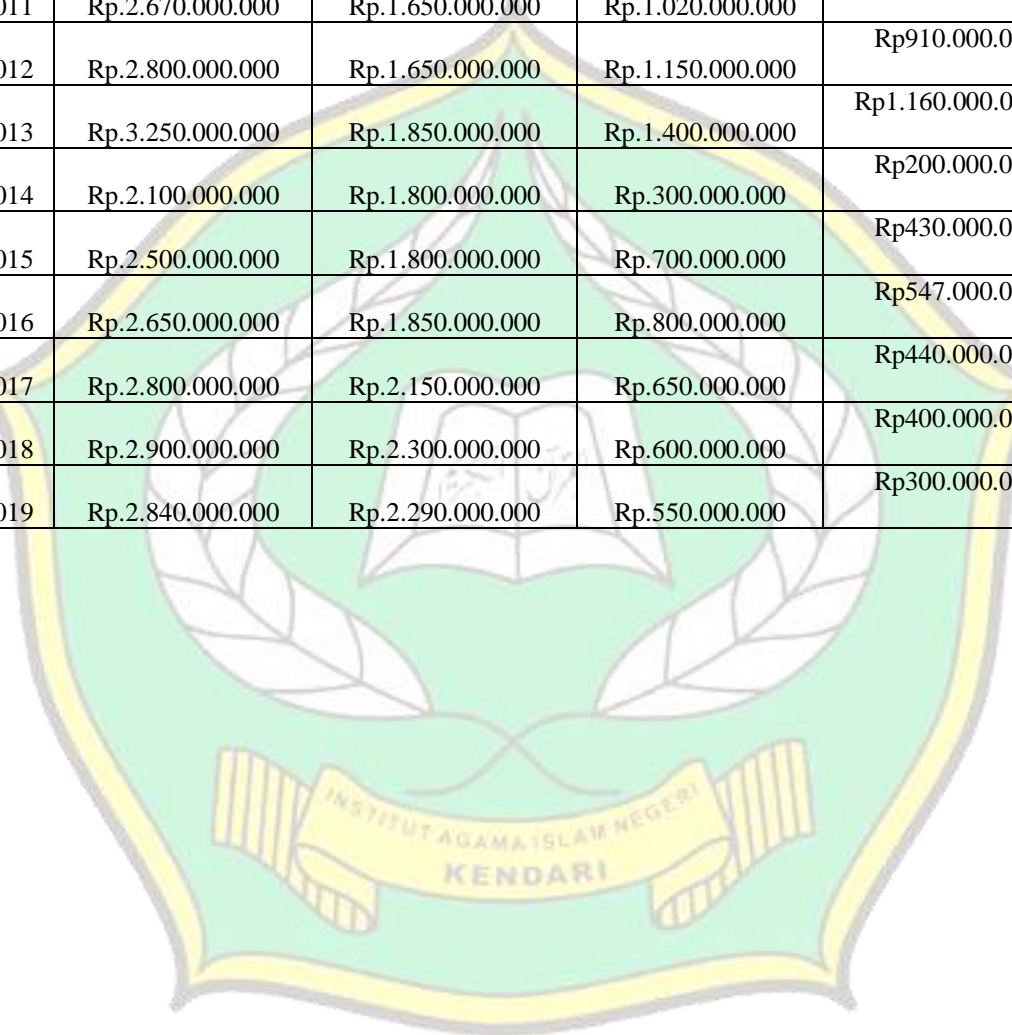 011 Rp.2.670.000.000 Rp.1.650.000.000 Rp.1.020.000.000
Rp910.000.0
012 Rp.2.800.000.000 Rp.1.650.000.000 Rp.1.150.000.000
Rp1.160.000.0
013 Rp.3.250.000.000 Rp.1.850.000.000 Rp.1.400.000.000
Rp200.000.0
014 Rp.2.100.000.000 Rp.1.800.000.000 Rp.300.000.000
Rp430.000.0
015 Rp.2.500.000.000 Rp.1.800.000.000 Rp.700.000.000
Rp547.000.0
016 Rp.2.650.000.000 Rp.1.850.000.000 Rp.800.000.000
Rp440.000.0
017 Rp.2.800.000.000 Rp.2.150.000.000 Rp.650.000.000
Rp400.000.0
018 Rp.2.900.000.000 Rp.2.300.000.000 Rp.600.000.000
Rp300.000.0
019 Rp.2.840.000.000 Rp.2.290.000.000 Rp.550.000.000
INSTITUT AGAMA ISLAM NEGERI
KENDARI